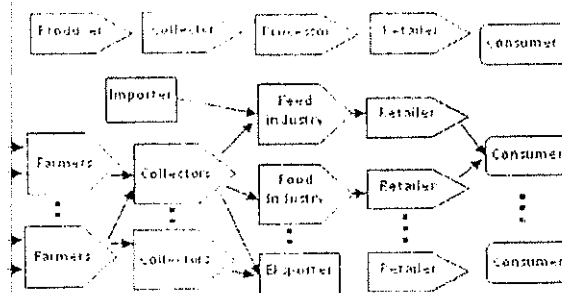 Producer Collector Processor Retailer Consumer
Importer Feed industry Retailer
Farmers Collectors Food Industry Retailer Consumer
Farmers Collectors Exporter Retailer Consumer